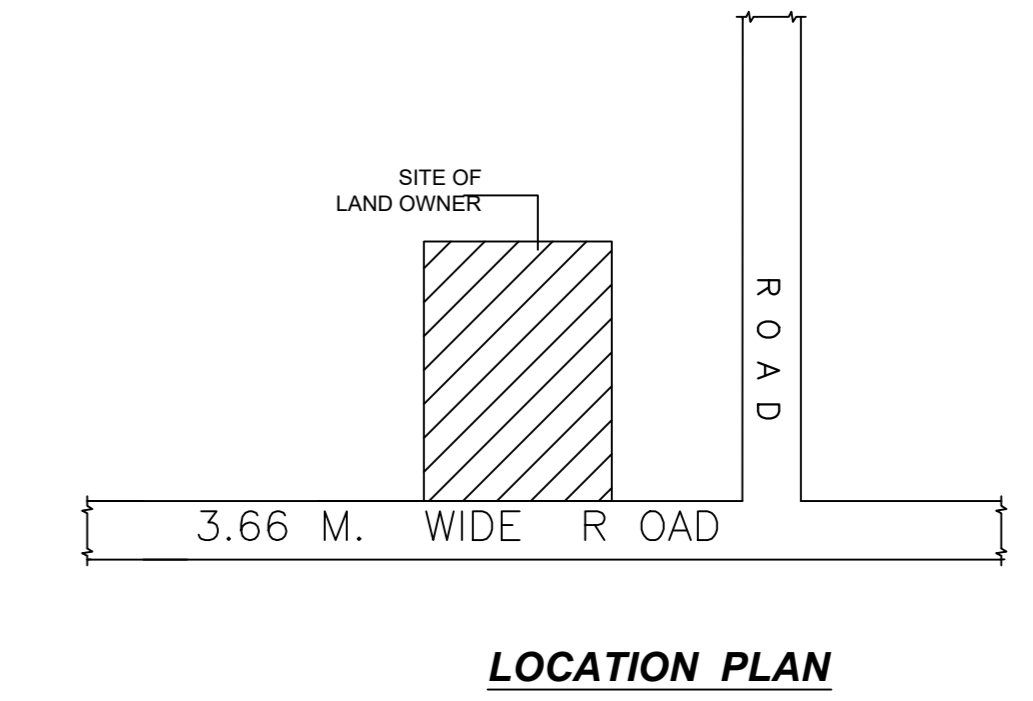 SITE OF
LAND OWNER
ROAD
3.66 M. WIDE R OAD
LOCATION PLAN